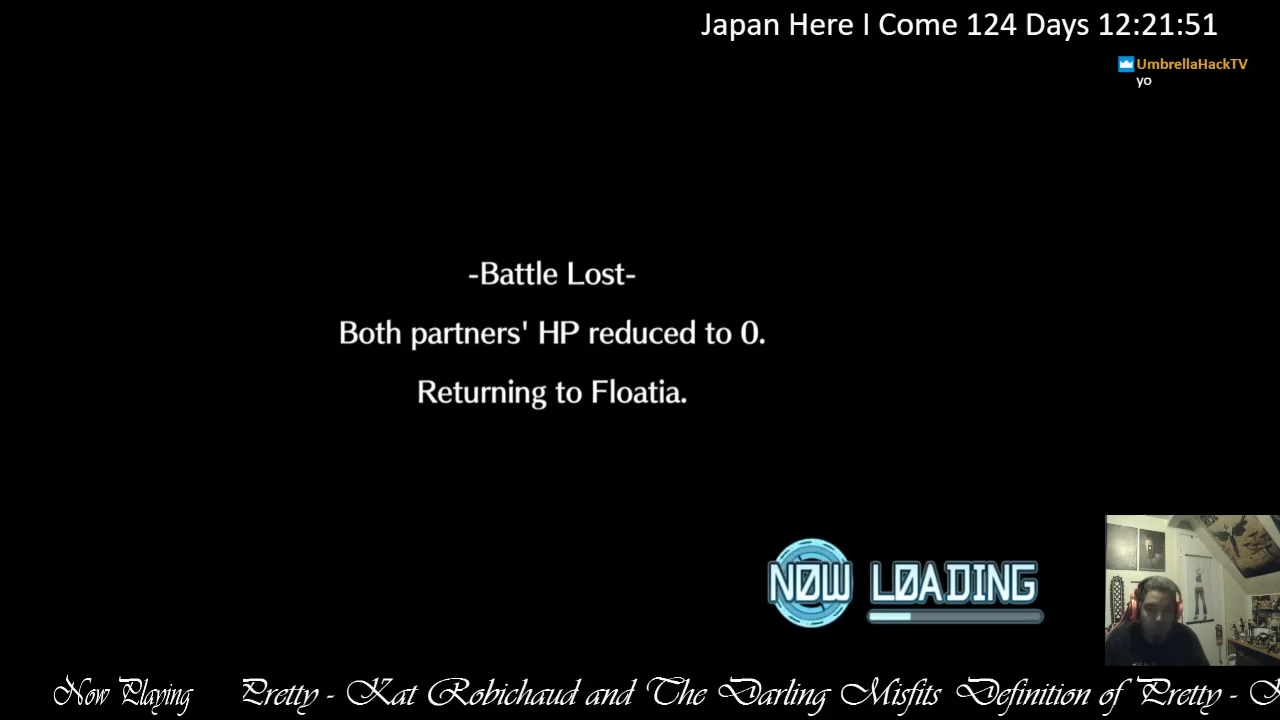 Japan Here I Come 124 Days 12:21:51
UmbrellaHackTV
yo
-Battle Lost-
Both partners' HP reduced to 0.
Returning to Floatia.
NOW LOADING
Now Playing Pretty - Kat Robichaud and The Darling Misfits Definition of Pretty -